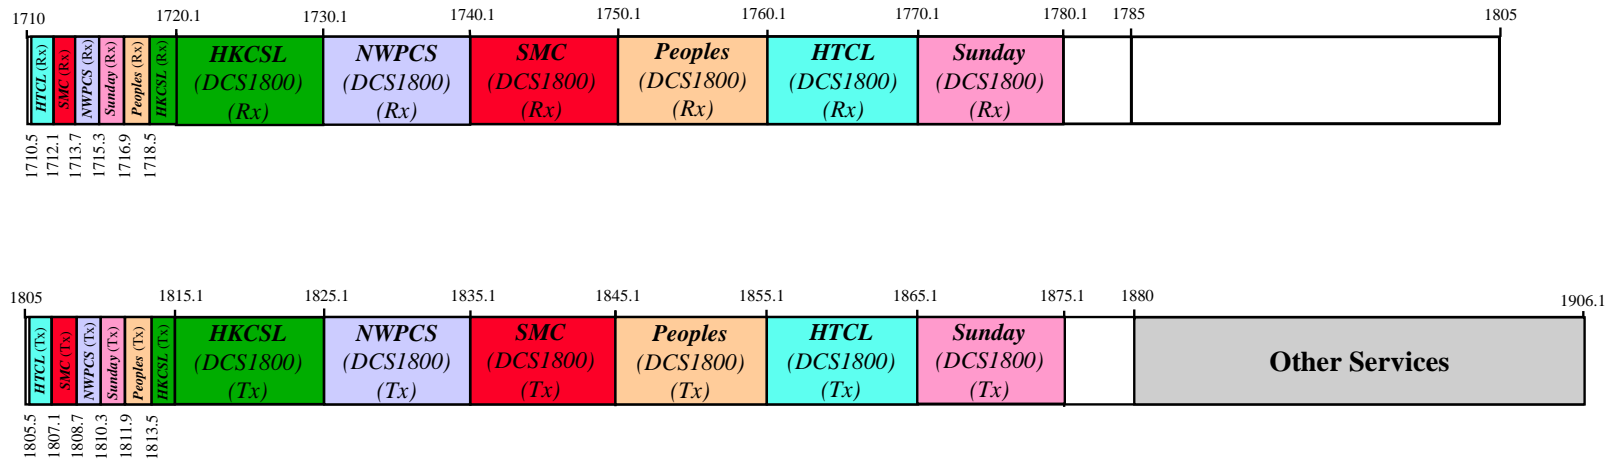 1710 1720.1 1730.1 1740.1 1750.1 1760.1 1770.1 1780.1 1785 1805
HTCL (Rx)
SMC (Rx)
NWPCS (Rx)
Sunday (Rx)
Peoples (Rx)
HKCSL (Rx)
HKCSL
(DCS1800)
(Rx)
NWPCS
(DCS1800)
(Rx)
SMC
(DCS1800)
(Rx)
Peoples
(DCS1800)
(Rx)
HTCL
(DCS1800)
(Rx)
Sunday
(DCS1800)
(Rx)
1710.5
1712.1
1713.7
1715.3
1716.9
1718.5
1805 1815.1 1825.1 1835.1 1845.1 1855.1 1865.1 1875.1 1880 1906.1
HTCL (Tx)
SMC (Tx)
NWPCS (Tx)
Sunday (Tx)
Peoples (Tx)
HKCSL (Tx)
HKCSL
(DCS1800)
(Tx)
NWPCS
(DCS1800)
(Tx)
SMC
(DCS1800)
(Tx)
Peoples
(DCS1800)
(Tx)
HTCL
(DCS1800)
(Tx)
Sunday
(DCS1800)
(Tx)
Other Services
1805.5
1807.1
1808.7
1810.3
1811.9
1813.5